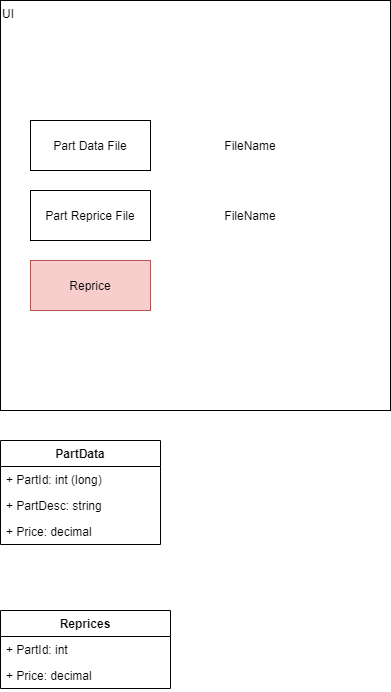 UI
Part Data File
FileName
Part Reprice File
FileName
Reprice
PartData
+ PartId: int (long)
+ PartDesc: string
+ Price: decimal
Reprices
+ PartId: int
+ Price: decimal